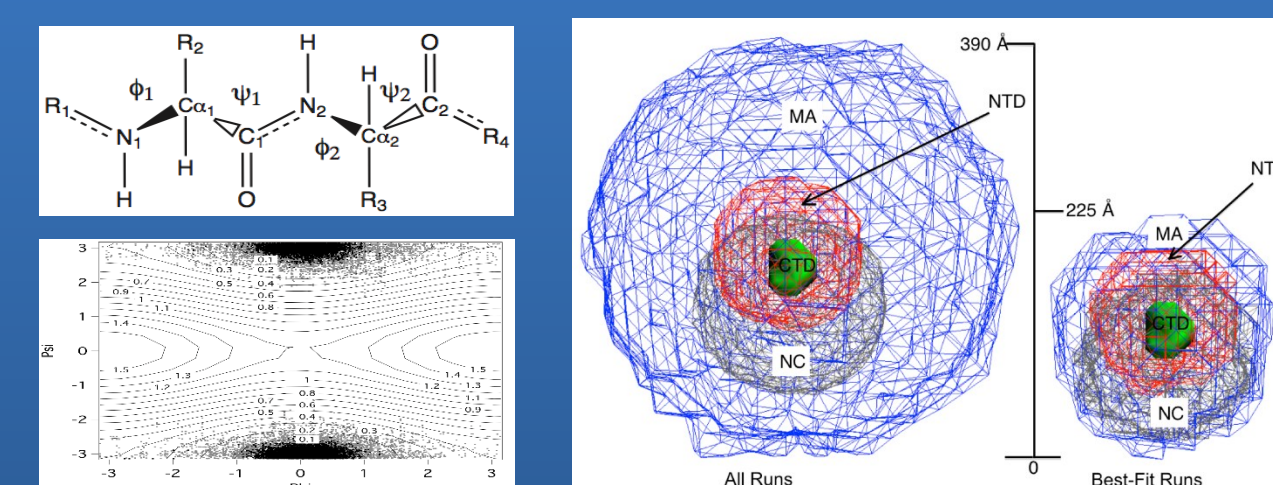 R₂ H O
H
ϕ₁ ψ₁ ψ₂
R₁ Cα₁ N₂ C₂
N₁ C₁ ϕ₂ Cα₂ R₄
H
H O R₃
3
2
1
0
-1
-2
-3
Psi
0.1
0.3 0.2
0.7 0.5 0.4
0.9 0.6
1 0.8
1.1
1.4
1.5 1.5
1.3 1.4
1.2 1 1.3
0.8 1.2 1.1
0.7 0.6 0.9
0.5 0.4
0.2 0.3
0.1
-3 -2 -1 0 1 2 3
390 Å
NTD
MA
CTD
NC
All Runs
225 Å
0
NT
MA
CTD
NC
Best-Fit Runs